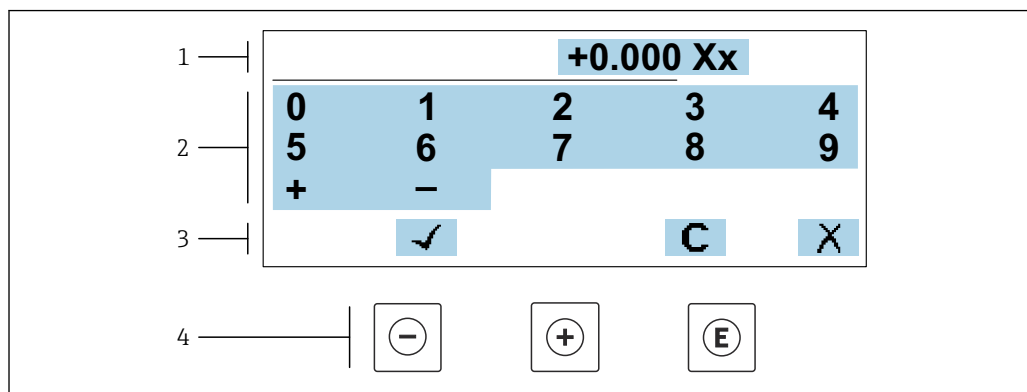 1 +0.000 Xx
0 1 2 3 4
2 5 6 7 8 9
+ −
3 ✓ C X
4 − + E